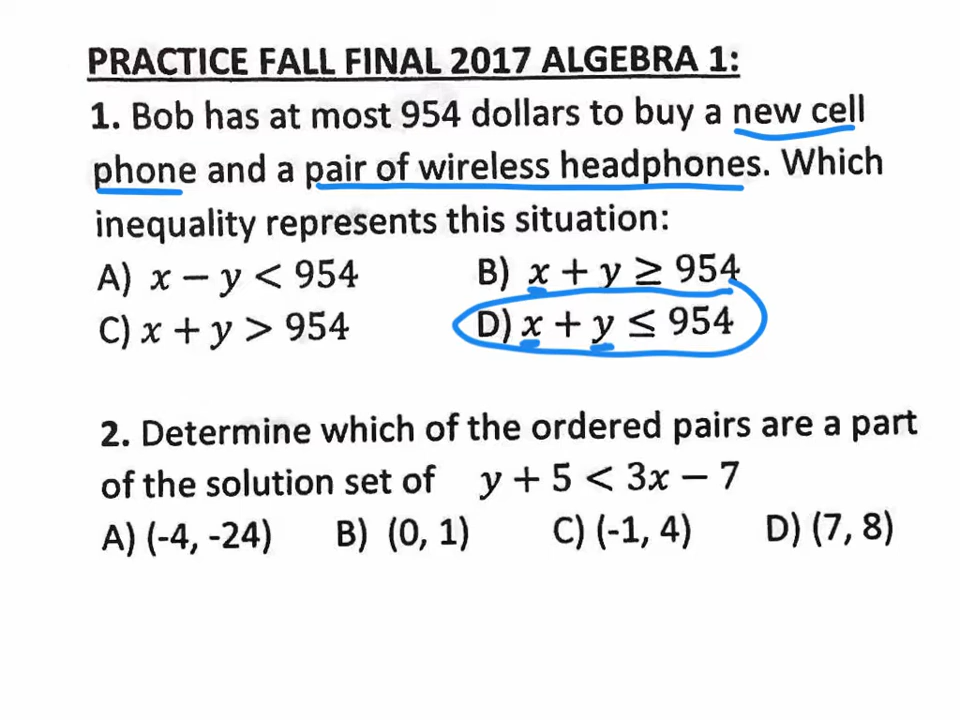 PRACTICE FALL FINAL 2017 ALGEBRA 1:
1. Bob has at most 954 dollars to buy a new cell
phone and a pair of wireless headphones. Which
inequality represents this situation:
A) x − y < 954 B) x + y ≥ 954
C) x + y > 954 D) x + y ≤ 954
2. Determine which of the ordered pairs are a part
of the solution set of y + 5 < 3x − 7
A) (-4, -24) B) (0, 1) C) (-1, 4) D) (7, 8)